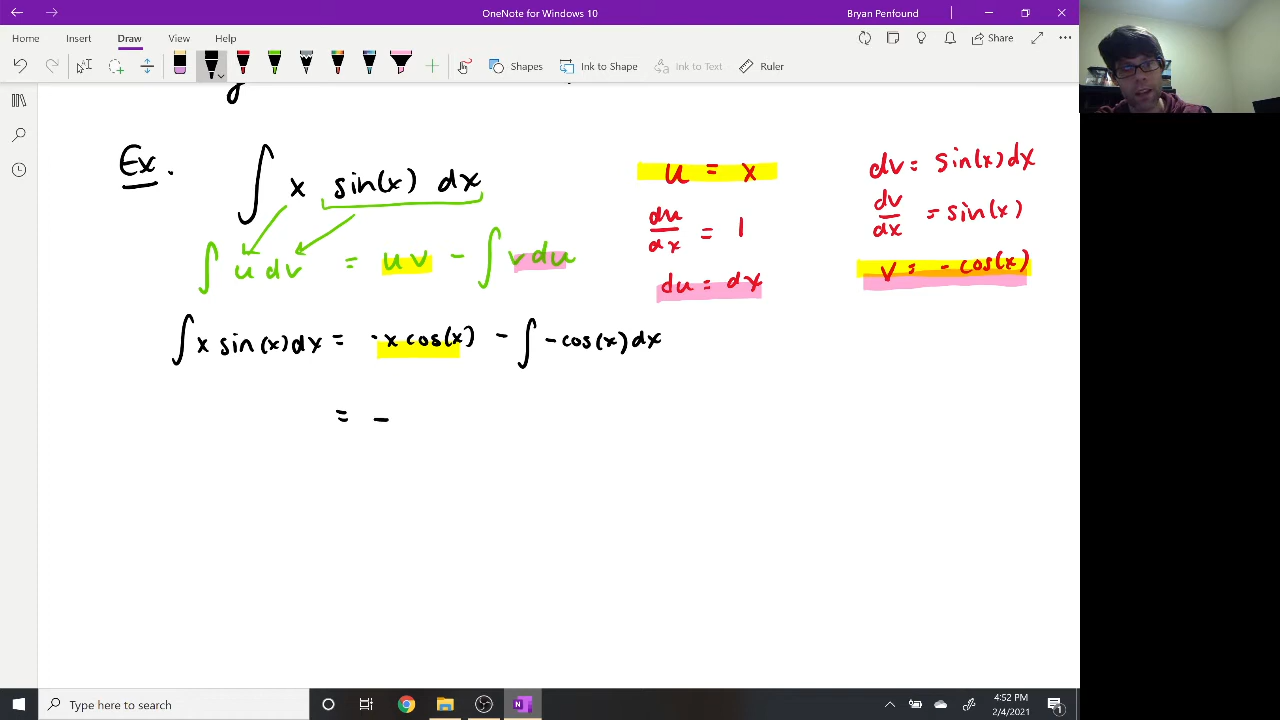 OneNote for Windows 10
Bryan Penfound
Home Insert Draw View Help
Share
Shapes Ink to Shape Ink to Text Ruler
Ex. ∫ x sin(x) dx
∫ u dv = uv - ∫ v du
∫ x sin(x) dx = -x cos(x) - ∫ -cos(x) dx
= -
u = x
du/dx = 1
du = dx
dv = sin(x) dx
dv/dx = sin(x)
v = -cos(x)
Type here to search
4:52 PM
2/4/2021
1